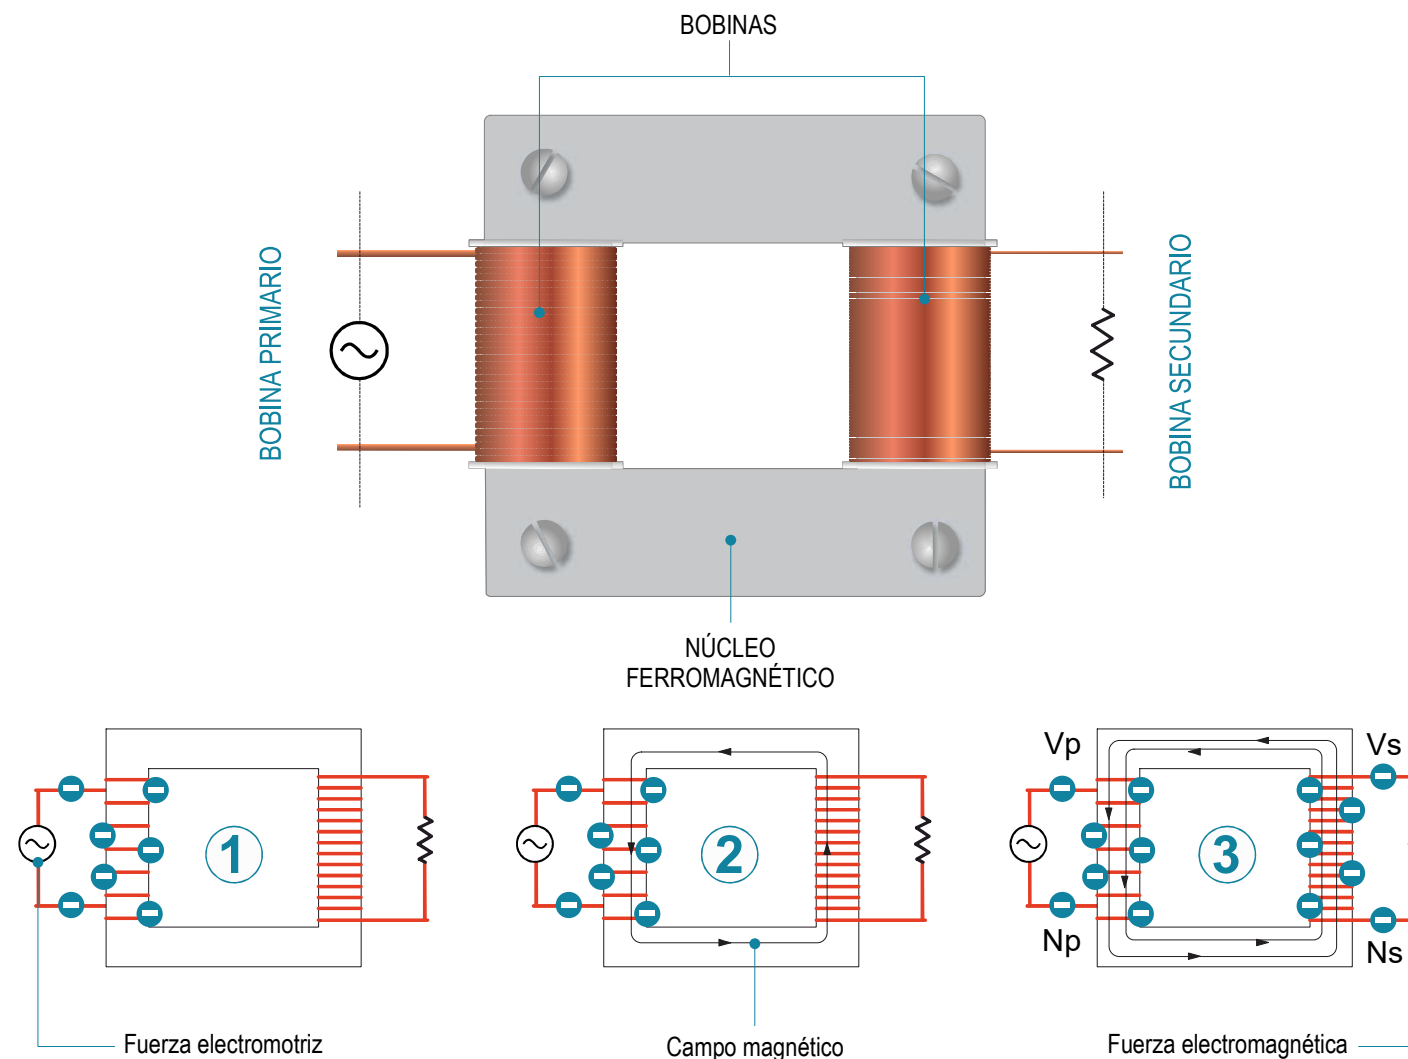 BOBINAS
BOBINA PRIMARIO
BOBINA SECUNDARIO
NÚCLEO
FERROMAGNÉTICO
1
2
3
Vp
Vs
Np
Ns
Fuerza electromotriz
Campo magnético
Fuerza electromagnética